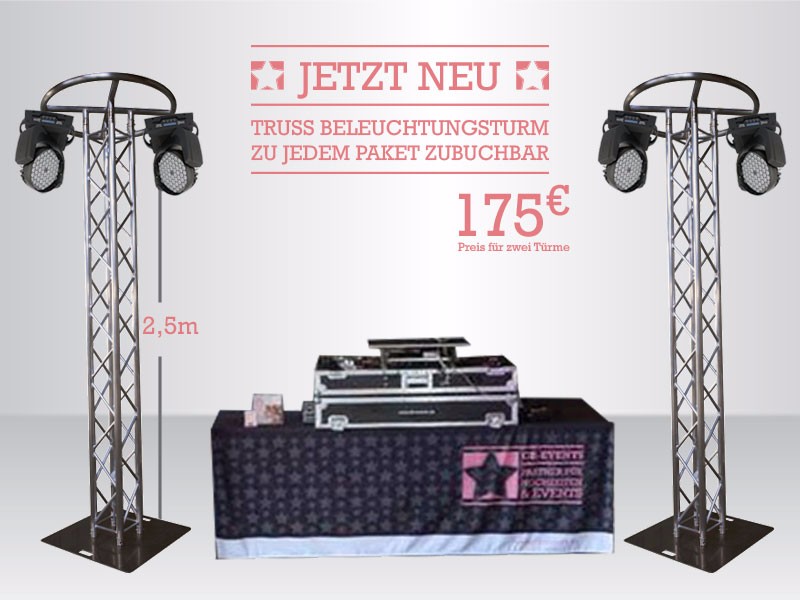 JETZT NEU
TRUSS BELEUCHTUNGSTURM
ZU JEDEM PAKET ZUBUCHBAR
175€
Preis für zwei Türme
2,5m
CB-EVENTS
PARTNER FÜR
HOCHZEITEN
& EVENTS